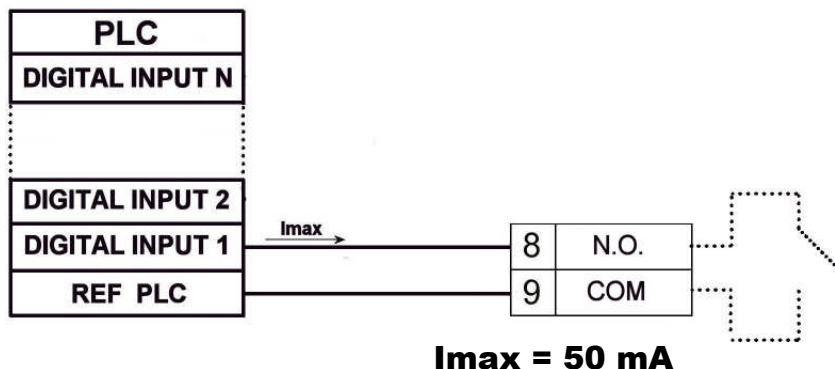 PLC
DIGITAL INPUT N
DIGITAL INPUT 2
DIGITAL INPUT 1
Imax
8 N.O.
REF PLC
9 COM
Imax = 50 mA